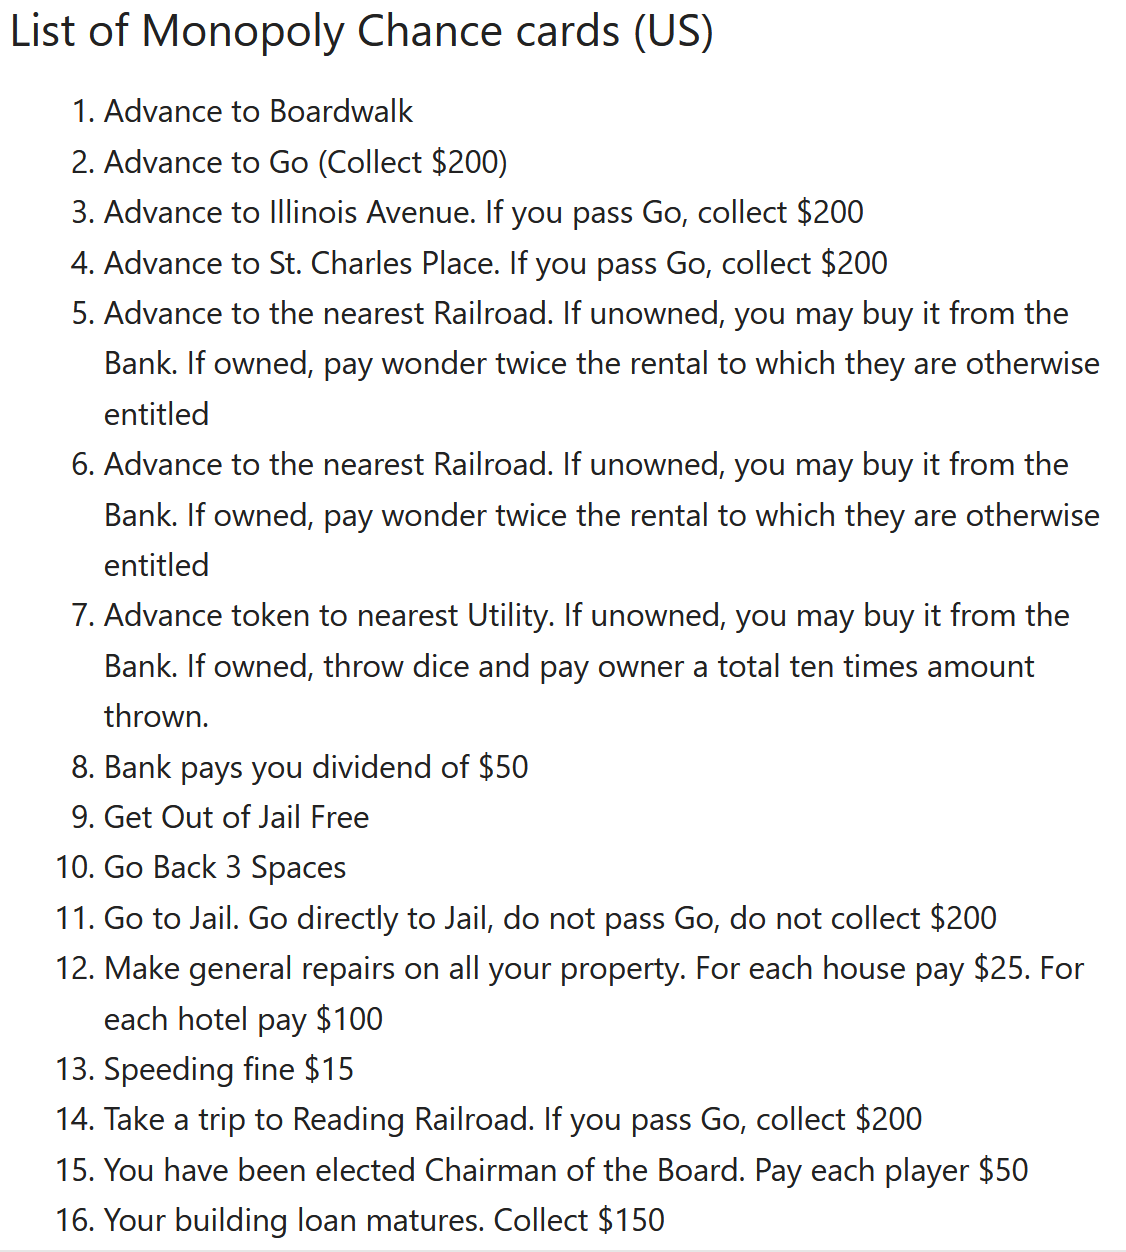 List of Monopoly Chance cards (US)
1. Advance to Boardwalk
2. Advance to Go (Collect $200)
3. Advance to Illinois Avenue. If you pass Go, collect $200
4. Advance to St. Charles Place. If you pass Go, collect $200
5. Advance to the nearest Railroad. If unowned, you may buy it from the
Bank. If owned, pay wonder twice the rental to which they are otherwise
entitled
6. Advance to the nearest Railroad. If unowned, you may buy it from the
Bank. If owned, pay wonder twice the rental to which they are otherwise
entitled
7. Advance token to nearest Utility. If unowned, you may buy it from the
Bank. If owned, throw dice and pay owner a total ten times amount
thrown.
8. Bank pays you dividend of $50
9. Get Out of Jail Free
10. Go Back 3 Spaces
11. Go to Jail. Go directly to Jail, do not pass Go, do not collect $200
12. Make general repairs on all your property. For each house pay $25. For
each hotel pay $100
13. Speeding fine $15
14. Take a trip to Reading Railroad. If you pass Go, collect $200
15. You have been elected Chairman of the Board. Pay each player $50
16. Your building loan matures. Collect $150